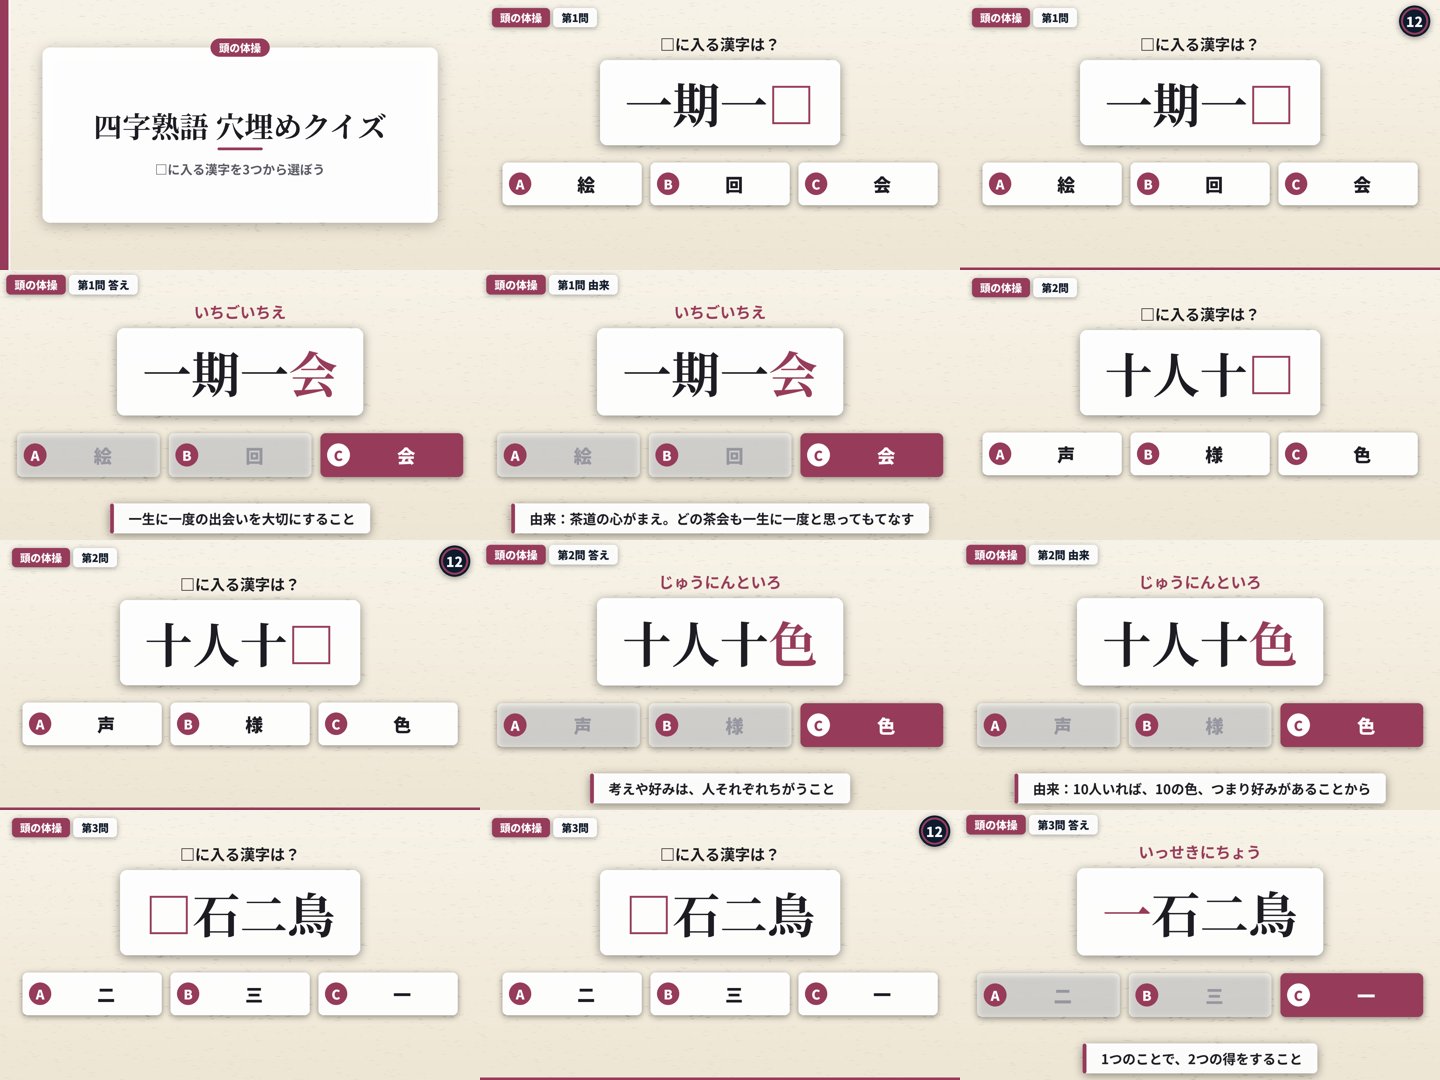 頭の体操
四字熟語 穴埋めクイズ
□に入る漢字を3つから選ぼう
頭の体操 第1問
□に入る漢字は？
一期一□
A 絵 B 回 C 会
頭の体操 第1問
12
□に入る漢字は？
一期一□
A 絵 B 回 C 会
頭の体操 第1問 答え
いちごいちえ
一期一会
A 絵 B 回 C 会
一生に一度の出会いを大切にすること
頭の体操 第1問 由来
いちごいちえ
一期一会
A 絵 B 回 C 会
由来：茶道の心がまえ。どの茶会も一生に一度と思ってもてなす
頭の体操 第2問
□に入る漢字は？
十人十□
A 声 B 様 C 色
頭の体操 第2問
12
□に入る漢字は？
十人十□
A 声 B 様 C 色
頭の体操 第2問 答え
じゅうにんといろ
十人十色
A 声 B 様 C 色
考えや好みは、人それぞれちがうこと
頭の体操 第2問 由来
じゅうにんといろ
十人十色
A 声 B 様 C 色
由来：10人いれば、10の色、つまり好みがあることから
頭の体操 第3問
□に入る漢字は？
□石二鳥
A 二 B 三 C 一
頭の体操 第3問
12
□に入る漢字は？
□石二鳥
A 二 B 三 C 一
頭の体操 第3問 答え
いっせきにちょう
一石二鳥
A 二 B 三 C 一
1つのことで、2つの得をすること